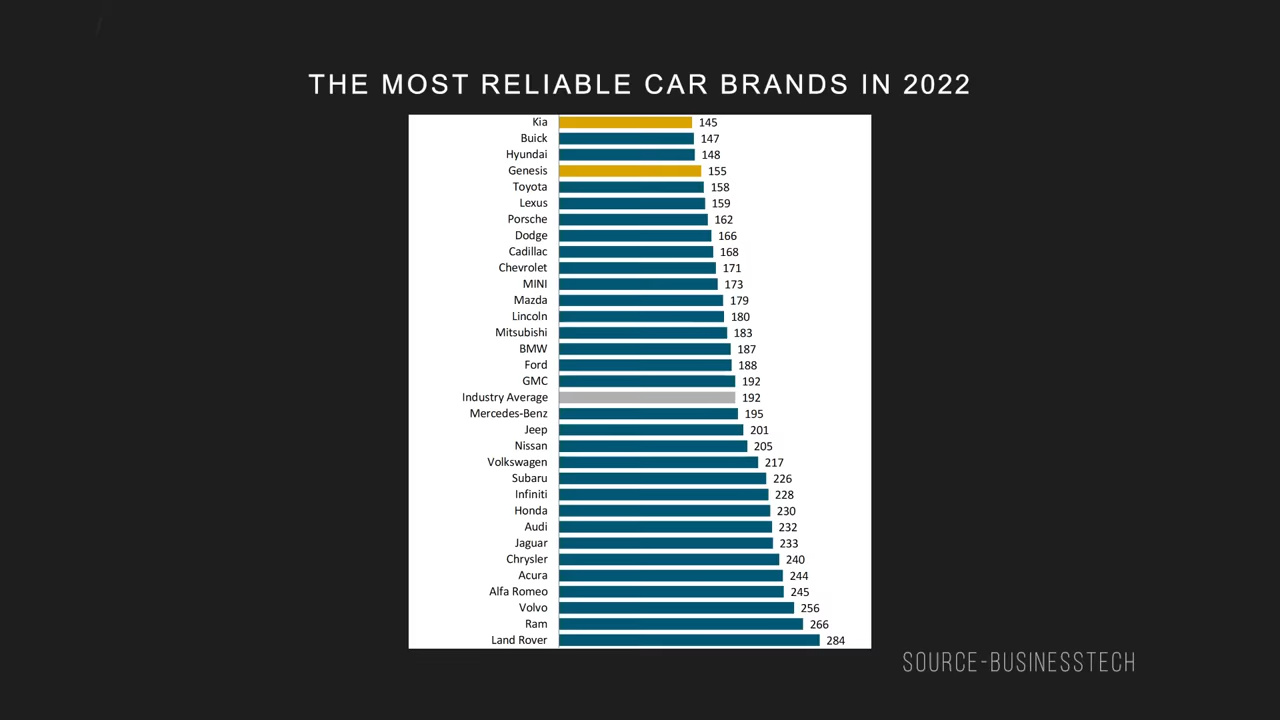 THE MOST RELIABLE CAR BRANDS IN 2022
Kia 145
Buick 147
Hyundai 148
Genesis 155
Toyota 158
Lexus 159
Porsche 162
Dodge 166
Cadillac 168
Chevrolet 171
MINI 173
Mazda 179
Lincoln 180
Mitsubishi 183
BMW 187
Ford 188
GMC 192
Industry Average 192
Mercedes-Benz 195
Jeep 201
Nissan 205
Volkswagen 217
Subaru 226
Infiniti 228
Honda 230
Audi 232
Jaguar 233
Chrysler 240
Acura 244
Alfa Romeo 245
Volvo 256
Ram 266
Land Rover 284
SOURCE-BUSINESSTECH